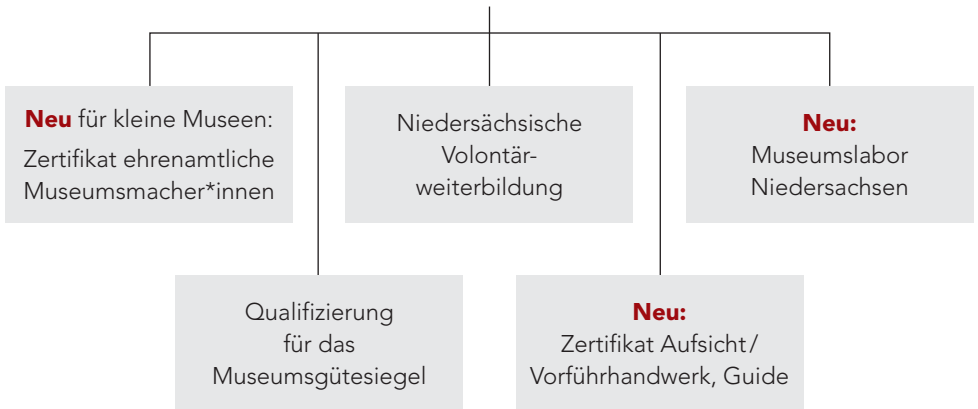 Neu für kleine Museen:
Zertifikat ehrenamtliche
Museumsmacher*innen
Niedersächsische
Volontär-
weiterbildung
Neu:
Museumslabor
Niedersachsen
Qualifizierung
für das
Museumsgütesiegel
Neu:
Zertifikat Aufsicht/
Vorführhandwerk, Guide